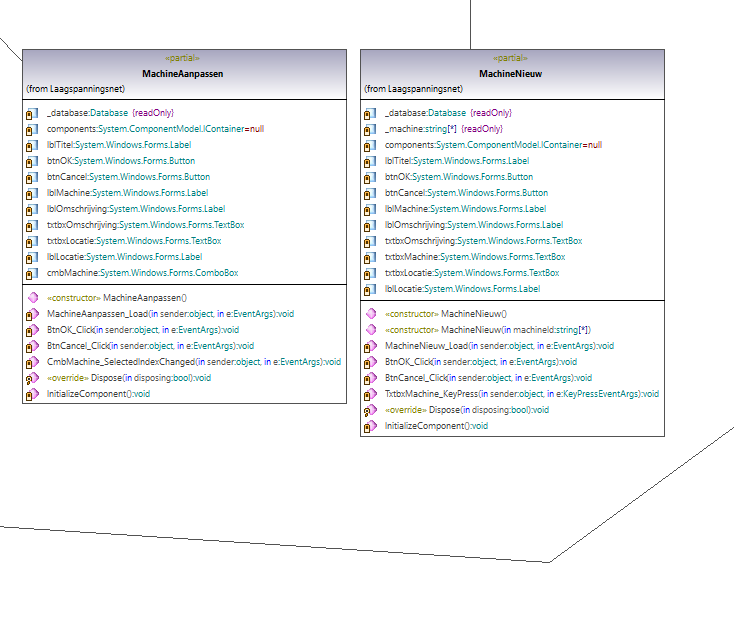 «partial»
MachineAanpassen
(from Laagspanningsnet)
_database:Database {readOnly}
components:System.ComponentModel.IContainer=null
lblTitel:System.Windows.Forms.Label
btnOK:System.Windows.Forms.Button
btnCancel:System.Windows.Forms.Button
lblMachine:System.Windows.Forms.Label
lblOmschrijving:System.Windows.Forms.Label
txtbxOmschrijving:System.Windows.Forms.TextBox
txtbxLocatie:System.Windows.Forms.TextBox
lblLocatie:System.Windows.Forms.Label
cmbMachine:System.Windows.Forms.ComboBox
«constructor» MachineAanpassen()
MachineAanpassen_Load(in sender:object, in e:EventArgs):void
BtnOK_Click(in sender:object, in e:EventArgs):void
BtnCancel_Click(in sender:object, in e:EventArgs):void
CmbMachine_SelectedIndexChanged(in sender:object, in e:EventArgs):void
«override» Dispose(in disposing:bool):void
InitializeComponent():void
«partial»
MachineNieuw
(from Laagspanningsnet)
_database:Database {readOnly}
_machine:string[*] {readOnly}
components:System.ComponentModel.IContainer=null
lblTitel:System.Windows.Forms.Label
btnOK:System.Windows.Forms.Button
btnCancel:System.Windows.Forms.Button
lblMachine:System.Windows.Forms.Label
lblOmschrijving:System.Windows.Forms.Label
txtbxOmschrijving:System.Windows.Forms.TextBox
txtbxMachine:System.Windows.Forms.TextBox
txtbxLocatie:System.Windows.Forms.TextBox
lblLocatie:System.Windows.Forms.Label
«constructor» MachineNieuw()
«constructor» MachineNieuw(in machineId:string[*])
MachineNieuw_Load(in sender:object, in e:EventArgs):void
BtnOK_Click(in sender:object, in e:EventArgs):void
BtnCancel_Click(in sender:object, in e:EventArgs):void
TxtbxMachine_KeyPress(in sender:object, in e:KeyPressEventArgs):void
«override» Dispose(in disposing:bool):void
InitializeComponent():void